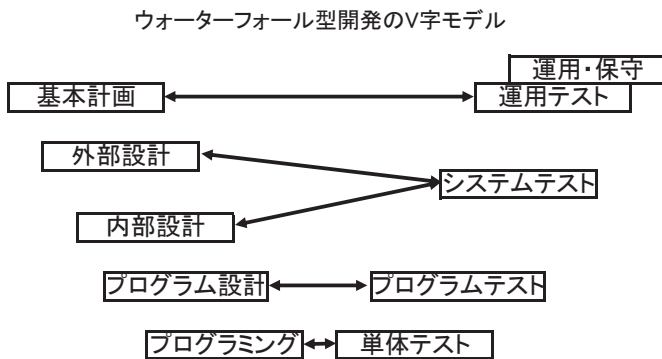 ウォーターフォール型開発のV字モデル
運用・保守
基本計画
運用テスト
外部設計
システムテスト
内部設計
プログラム設計
プログラムテスト
プログラミング
単体テスト